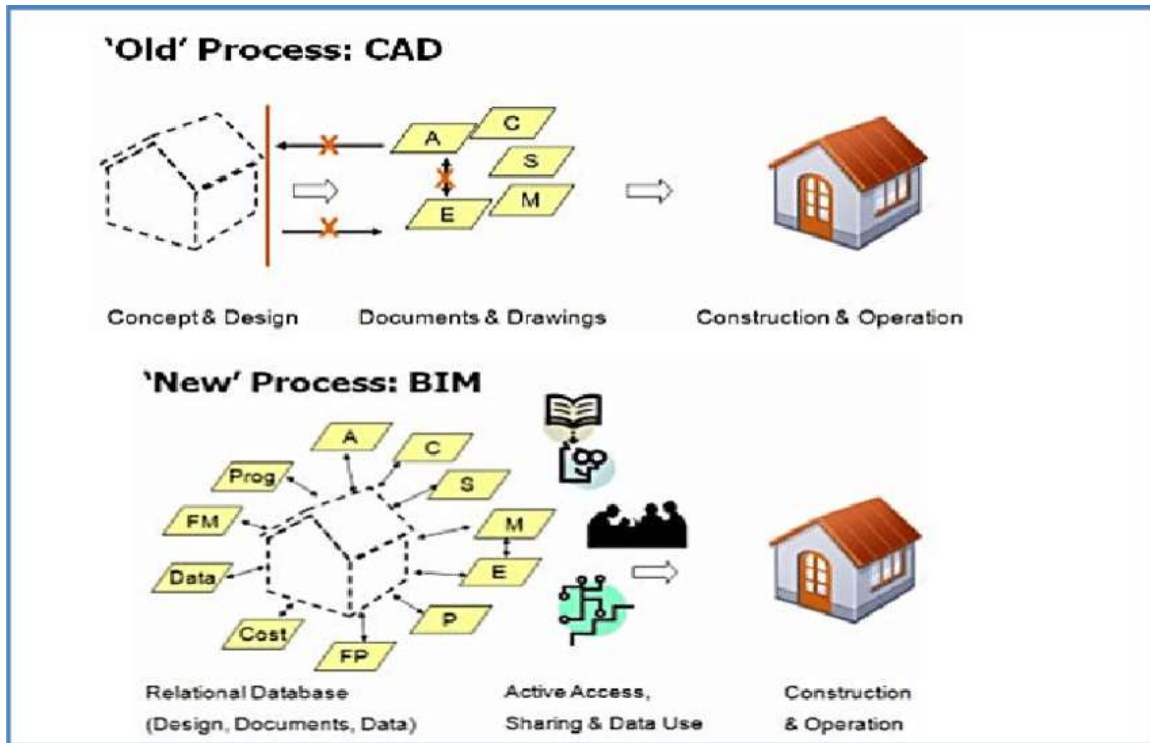 ‘Old’ Process: CAD
A
C
S
E
M
Concept & Design
Documents & Drawings
Construction & Operation
‘New’ Process: BIM
A
C
Prog
S
FM
M
Data
E
P
Cost
FP
Relational Database
(Design, Documents, Data)
Active Access,
Sharing & Data Use
Construction
& Operation